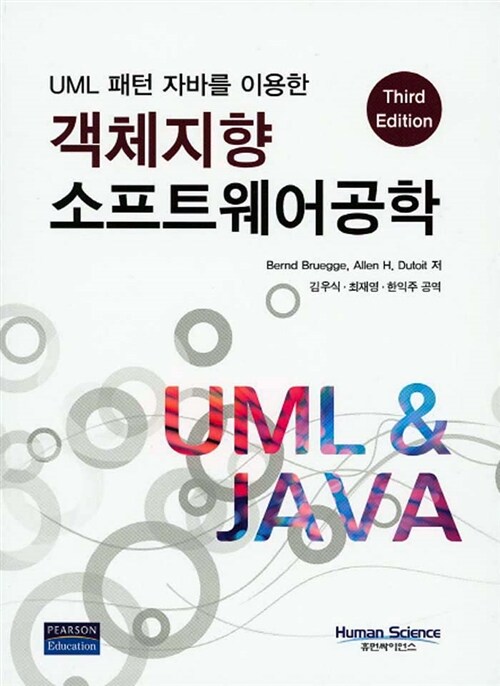 UML 패턴 자바를 이용한
객체지향
소프트웨어공학
Third
Edition
Bernd Bruegge, Allen H. Dutoit 저
김우식·최재영·한익주 공역
UML &
JAVA
PEARSON
Education
Human Science
휴먼싸이언스